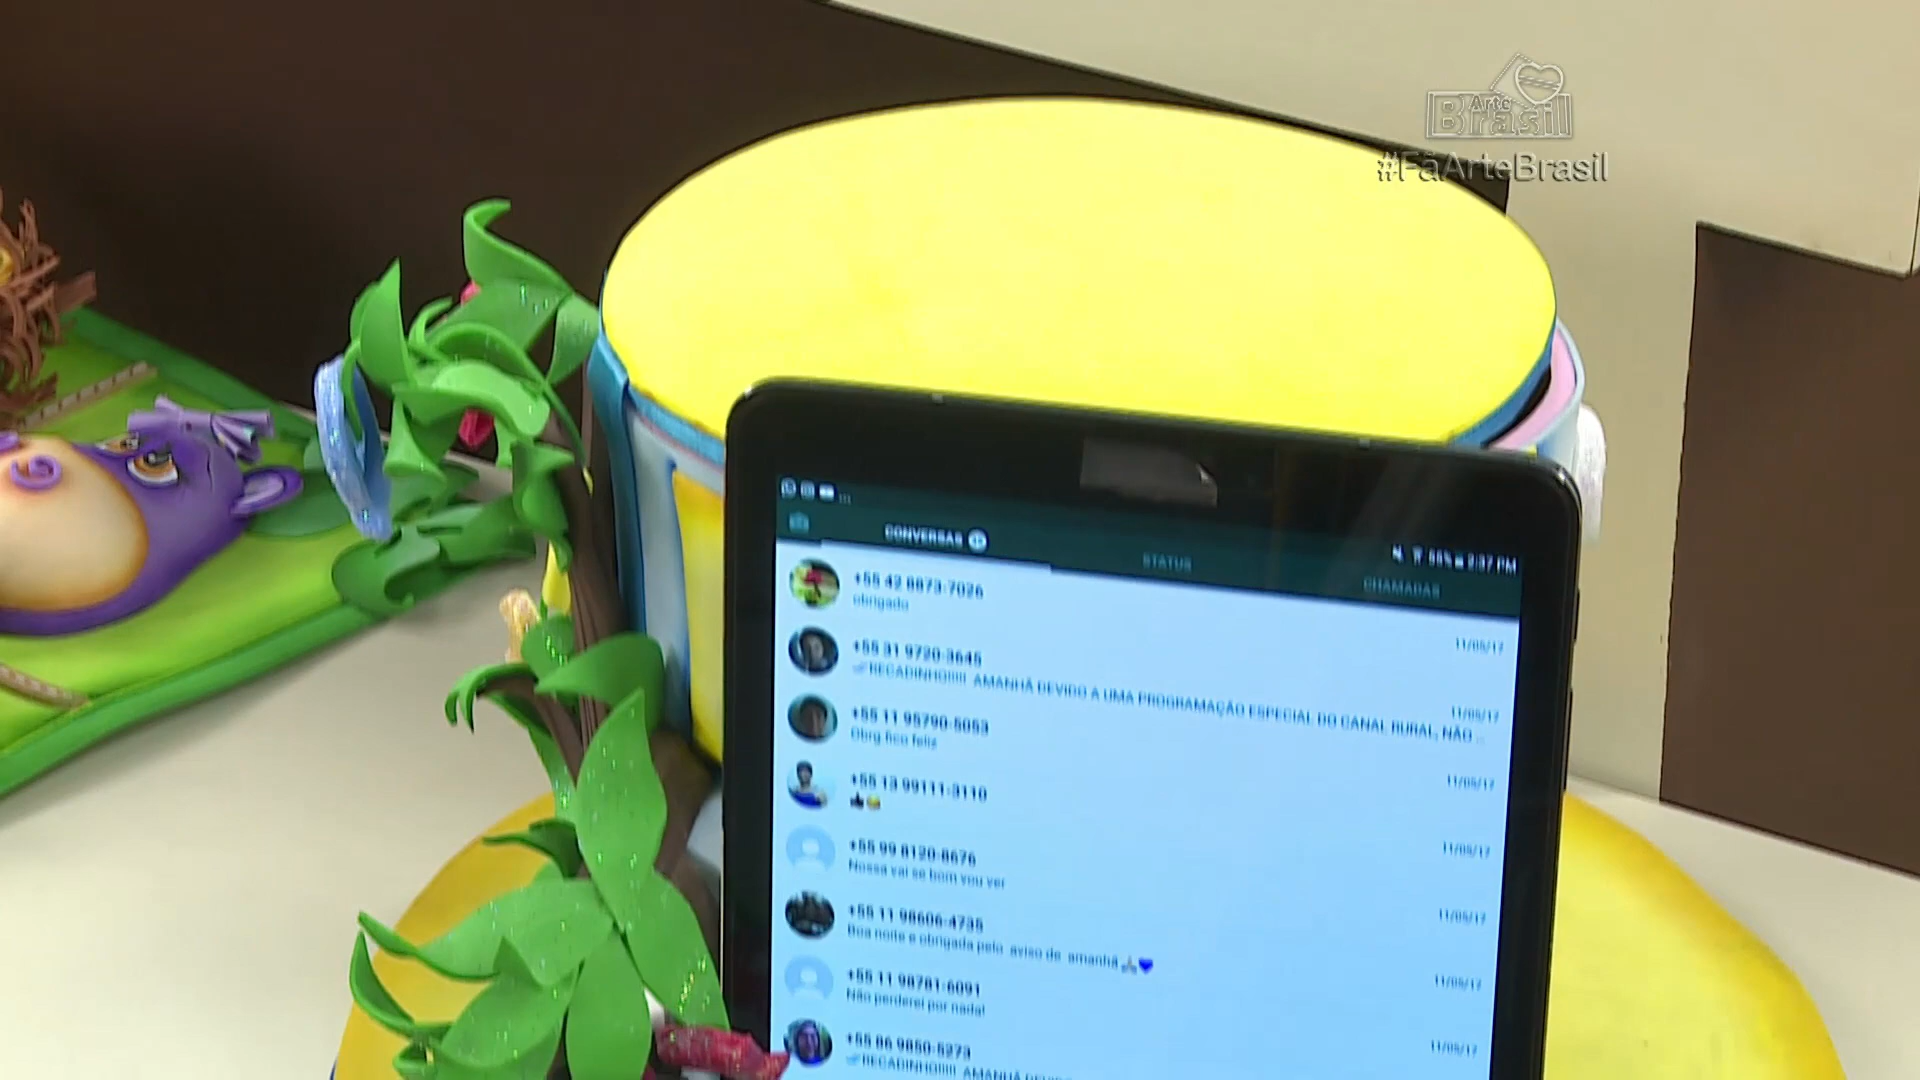 Arte
Brasil
#FãArteBrasil
CONVERSAS
STATUS
55% 9:37 PM
CHAMADAS
+55 42 8873-7026
obrigado
11/05/17
+55 31 9720-3645
RECADINHO!!!!! AMANHÃ DEVIDO A UMA PROGRAMAÇÃO ESPECIAL DO CANAL RURAL, NÃO ...
11/05/17
+55 11 95790-5053
Obrg fico feliz
11/05/17
+55 13 99111-3110
11/05/17
+55 99 8120-8676
Nossa vai se bom vou ver
11/05/17
+55 11 98606-4735
Boa noite e obrigada pelo aviso de amanhã
11/05/17
+55 11 98781-6091
Não perderei por nada!
11/05/17
+55 86 9850-5273
RECADINHO!!!!! AMANHÃ